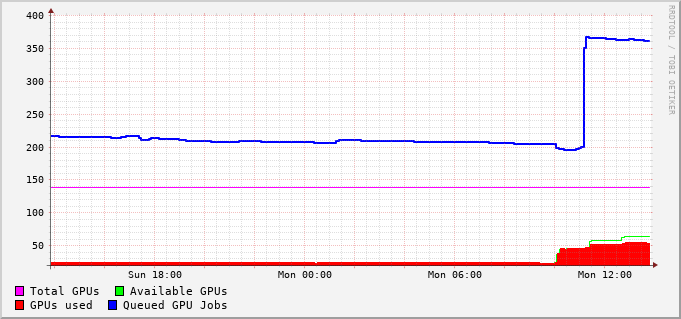 400
350
300
250
200
150
100
50
Sun 18:00 Mon 00:00 Mon 06:00 Mon 12:00
Total GPUs Available GPUs
GPUs used Queued GPU Jobs
RRDTOOL / TOBI OETIKER